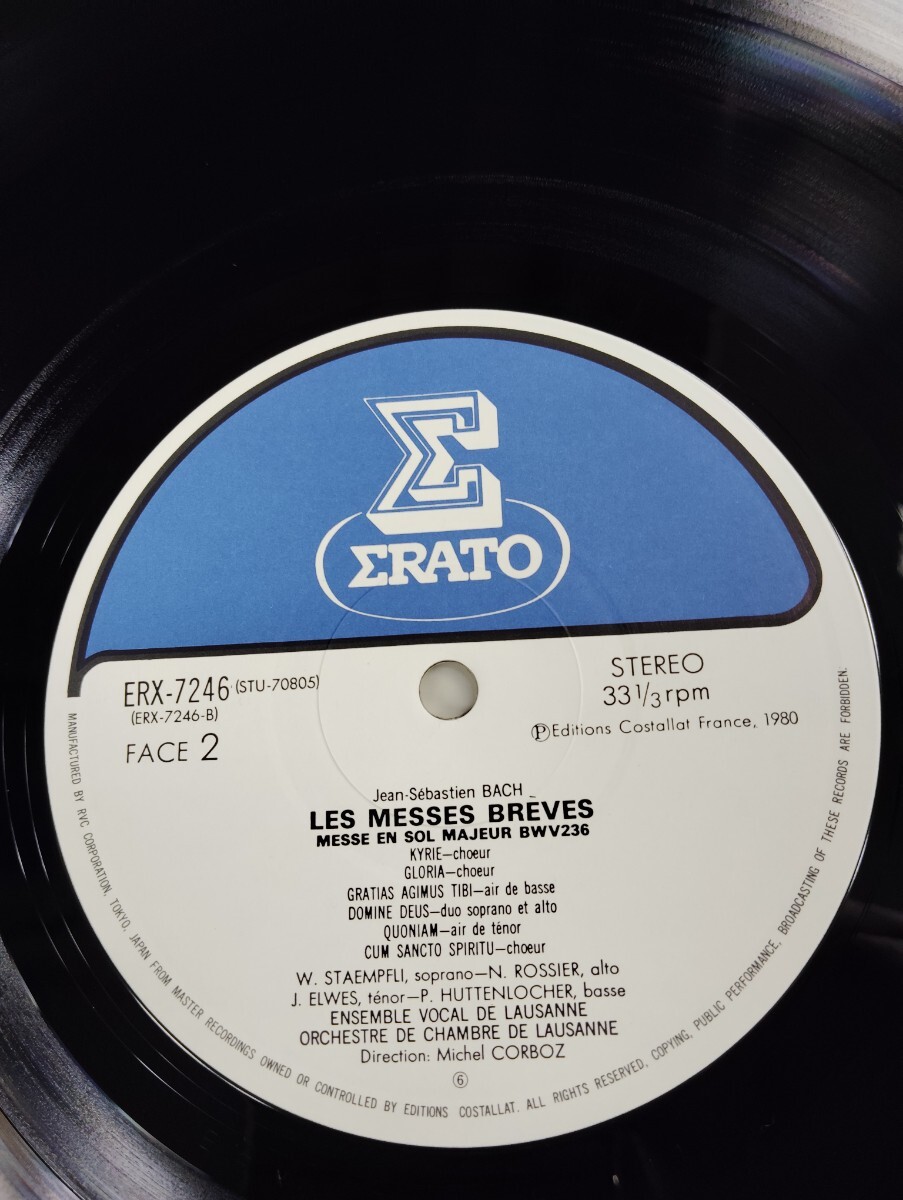 Σ
ΣRATO
ERX-7246 (STU-70805)
(ERX-7246-B)
FACE 2
STEREO
33 1/3 rpm
ⓅEditions Costallat France, 1980
Jean-Sébastien BACH
LES MESSES BREVES
MESSE EN SOL MAJEUR BWV236
KYRIE—choeur
GLORIA—choeur
GRATIAS AGIMUS TIBI—air de basse
DOMINE DEUS—duo soprano et alto
QUONIAM—air de ténor
CUM SANCTO SPIRITU—choeur
W. STAEMPFLI, soprano—N. ROSSIER, alto
J. ELWES, ténor—P. HUTTENLOCHER, basse
ENSEMBLE VOCAL DE LAUSANNE
ORCHESTRE DE CHAMBRE DE LAUSANNE
Direction: Michel CORBOZ
⑥
MANUFACTURED BY RVC CORPORATION, TOKYO, JAPAN FROM MASTER RECORDINGS OWNED OR CONTROLLED BY EDITIONS COSTALLAT. ALL RIGHTS RESERVED, COPYING, PUBLIC PERFORMANCE, BROADCASTING OF THESE RECORDS ARE FORBIDDEN.